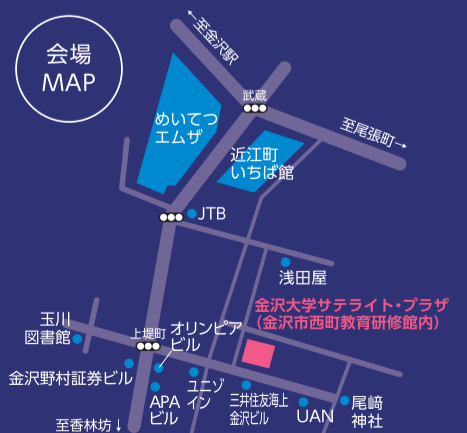 会場
MAP
←至金沢駅
武蔵
めいてつ
エムザ
至尾張町→
近江町
いちば館
JTB
浅田屋
金沢大学サテライト・プラザ
（金沢市西町教育研修館内）
玉川
図書館
上堤町
オリンピア
ビル
金沢野村証券ビル
APA
ビル
ユニゾ
イン
三井住友海上
金沢ビル
UAN
尾﨑
神社
至香林坊↓